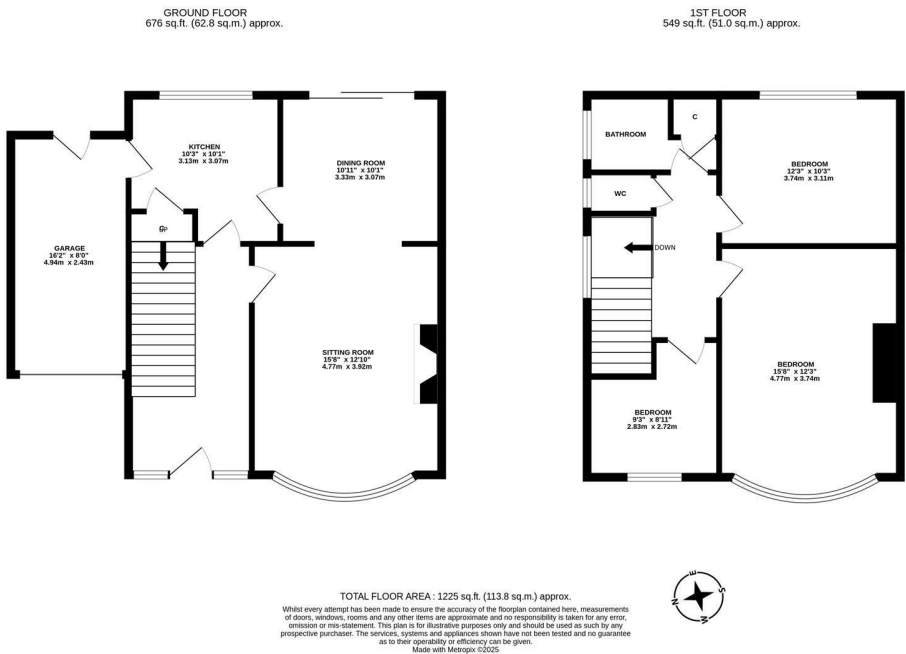 GROUND FLOOR
676 sq.ft. (62.8 sq.m.) approx.
1ST FLOOR
549 sq.ft. (51.0 sq.m.) approx.
KITCHEN
10'3" x 10'1"
3.13m x 3.07m
DINING ROOM
10'11" x 10'1"
3.33m x 3.07m
UP
GARAGE
16'2" x 8'0"
4.94m x 2.43m
SITTING ROOM
15'8" x 12'10"
4.77m x 3.92m
C
BATHROOM
BEDROOM
12'3" x 10'3"
3.74m x 3.11m
WC
DOWN
BEDROOM
15'8" x 12'3"
4.77m x 3.74m
BEDROOM
9'3" x 8'11"
2.83m x 2.72m
TOTAL FLOOR AREA : 1225 sq.ft. (113.8 sq.m.) approx.
Whilst every attempt has been made to ensure the accuracy of the floorplan contained here, measurements
of doors, windows, rooms and any other items are approximate and no responsibility is taken for any error,
omission or mis-statement. This plan is for illustrative purposes only and should be used as such by any
prospective purchaser. The services, systems and appliances shown have not been tested and no guarantee
as to their operability or efficiency can be given.
Made with Metropix ©2025
E
S
N
W